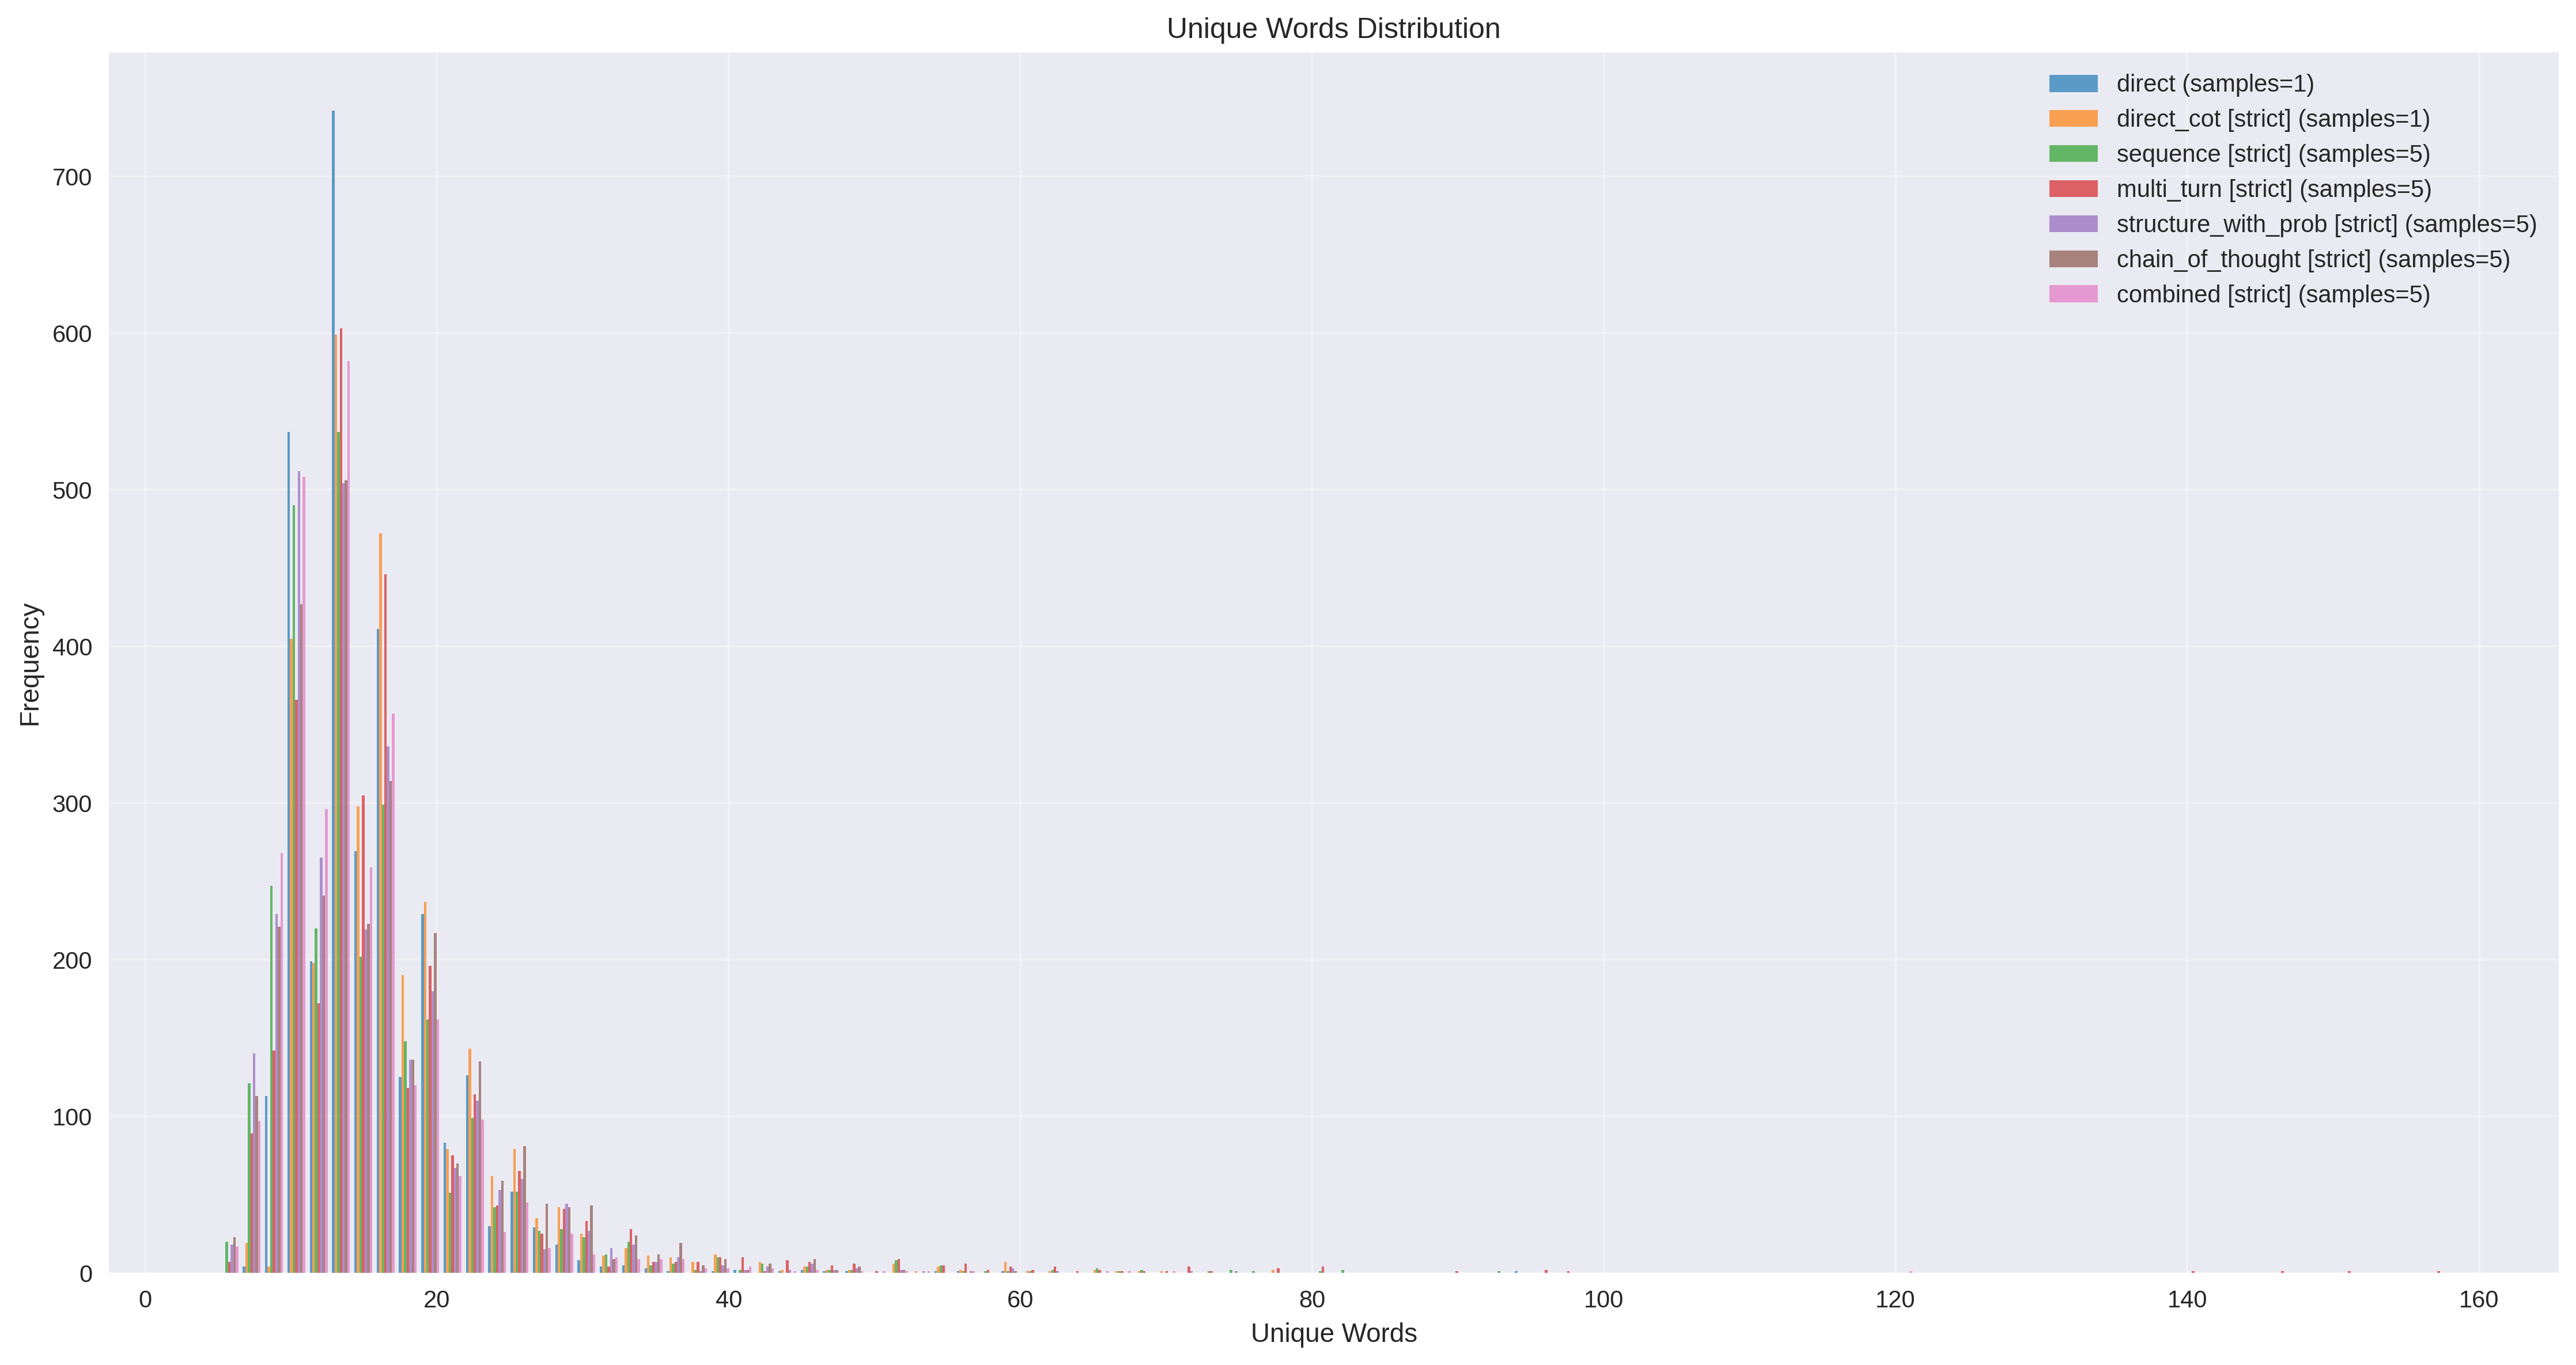 Unique Words Distribution
direct (samples=1)
direct_cot [strict] (samples=1)
sequence [strict] (samples=5)
multi_turn [strict] (samples=5)
structure_with_prob [strict] (samples=5)
chain_of_thought [strict] (samples=5)
combined [strict] (samples=5)
Frequency
700
600
500
400
300
200
100
0
0 20 40 60 80 100 120 140 160
Unique Words